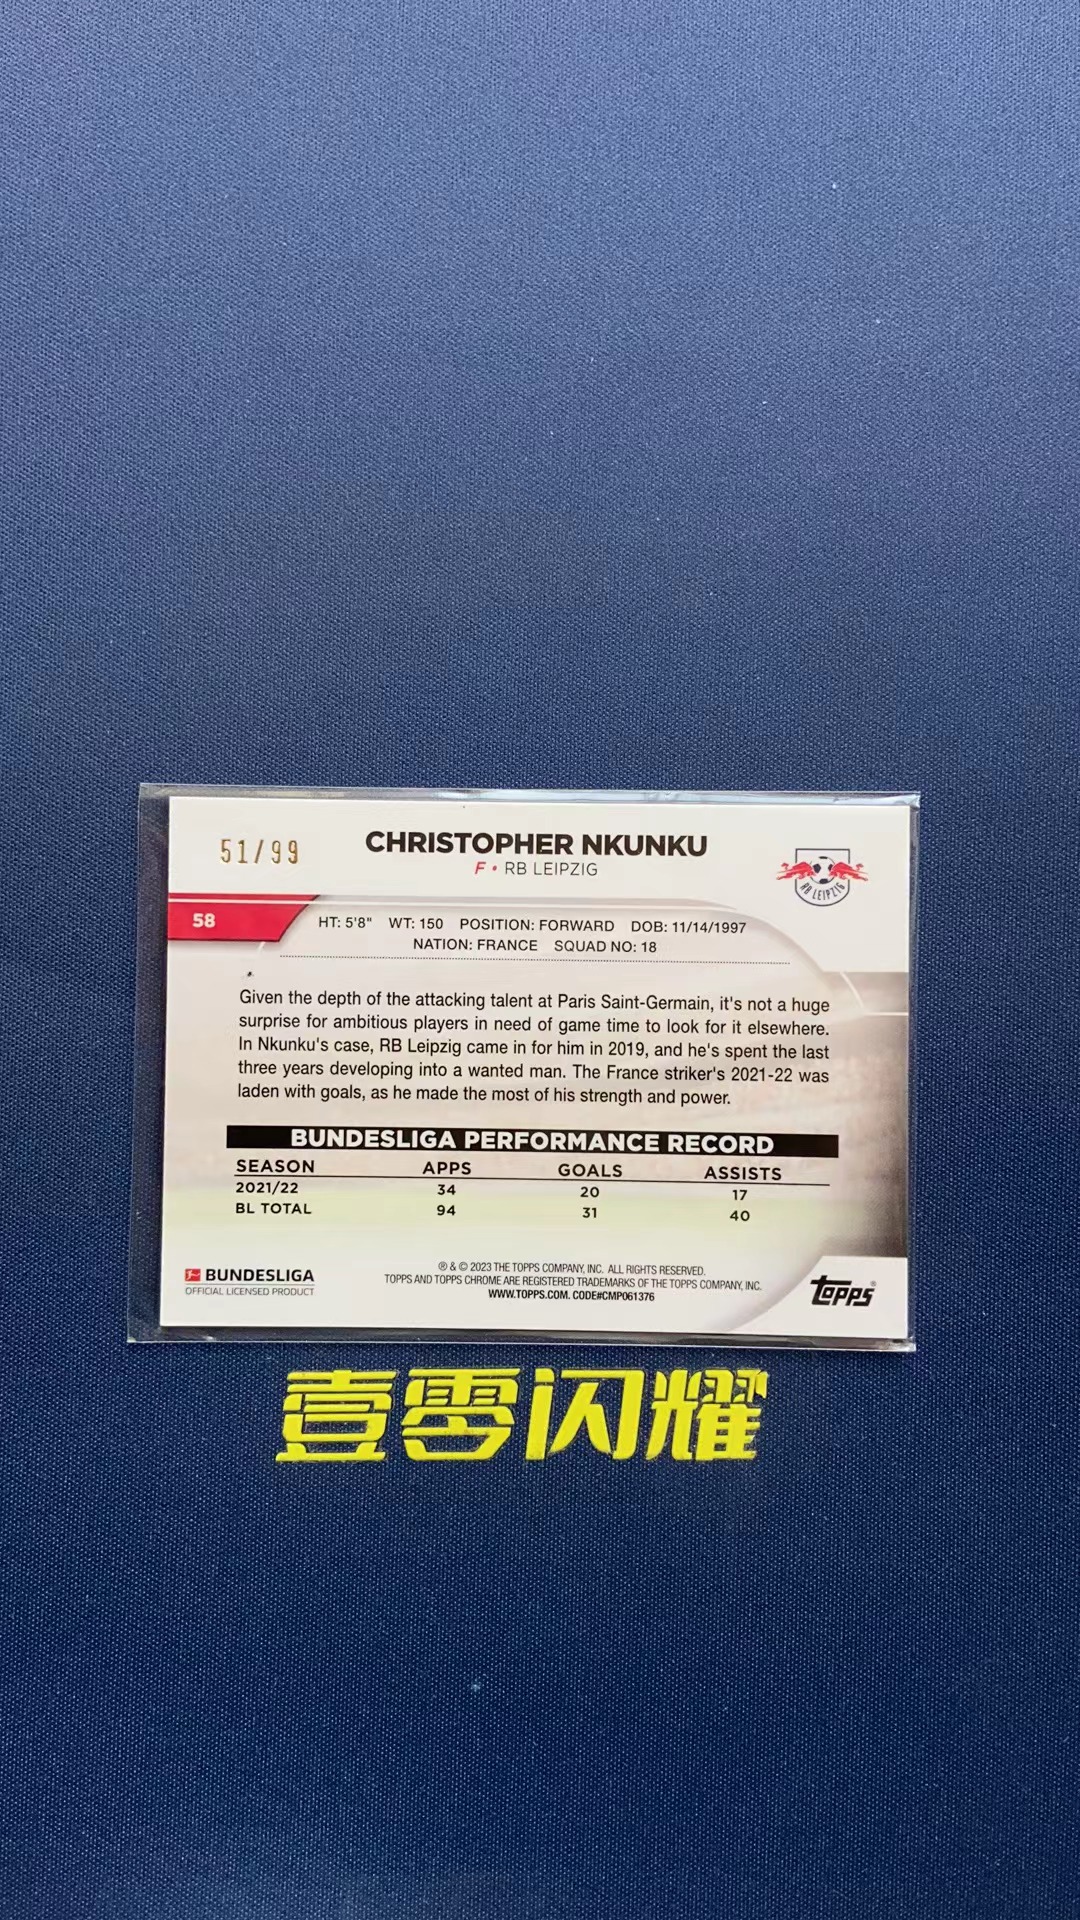 51/99
CHRISTOPHER NKUNKU
F • RB LEIPZIG
RB LEIPZIG
58
HT: 5'8" WT: 150 POSITION: FORWARD DOB: 11/14/1997
NATION: FRANCE SQUAD NO: 18
Given the depth of the attacking talent at Paris Saint-Germain, it's not a huge
surprise for ambitious players in need of game time to look for it elsewhere.
In Nkunku's case, RB Leipzig came in for him in 2019, and he's spent the last
three years developing into a wanted man. The France striker's 2021-22 was
laden with goals, as he made the most of his strength and power.
BUNDESLIGA PERFORMANCE RECORD
SEASON APPS GOALS ASSISTS
2021/22 34 20 17
BL TOTAL 94 31 40
BUNDESLIGA
OFFICIAL LICENSED PRODUCT
® & © 2023 THE TOPPS COMPANY, INC. ALL RIGHTS RESERVED.
TOPPS AND TOPPS CHROME ARE REGISTERED TRADEMARKS OF THE TOPPS COMPANY, INC.
WWW.TOPPS.COM. CODE#CMP061376
topps®
壹零闪耀